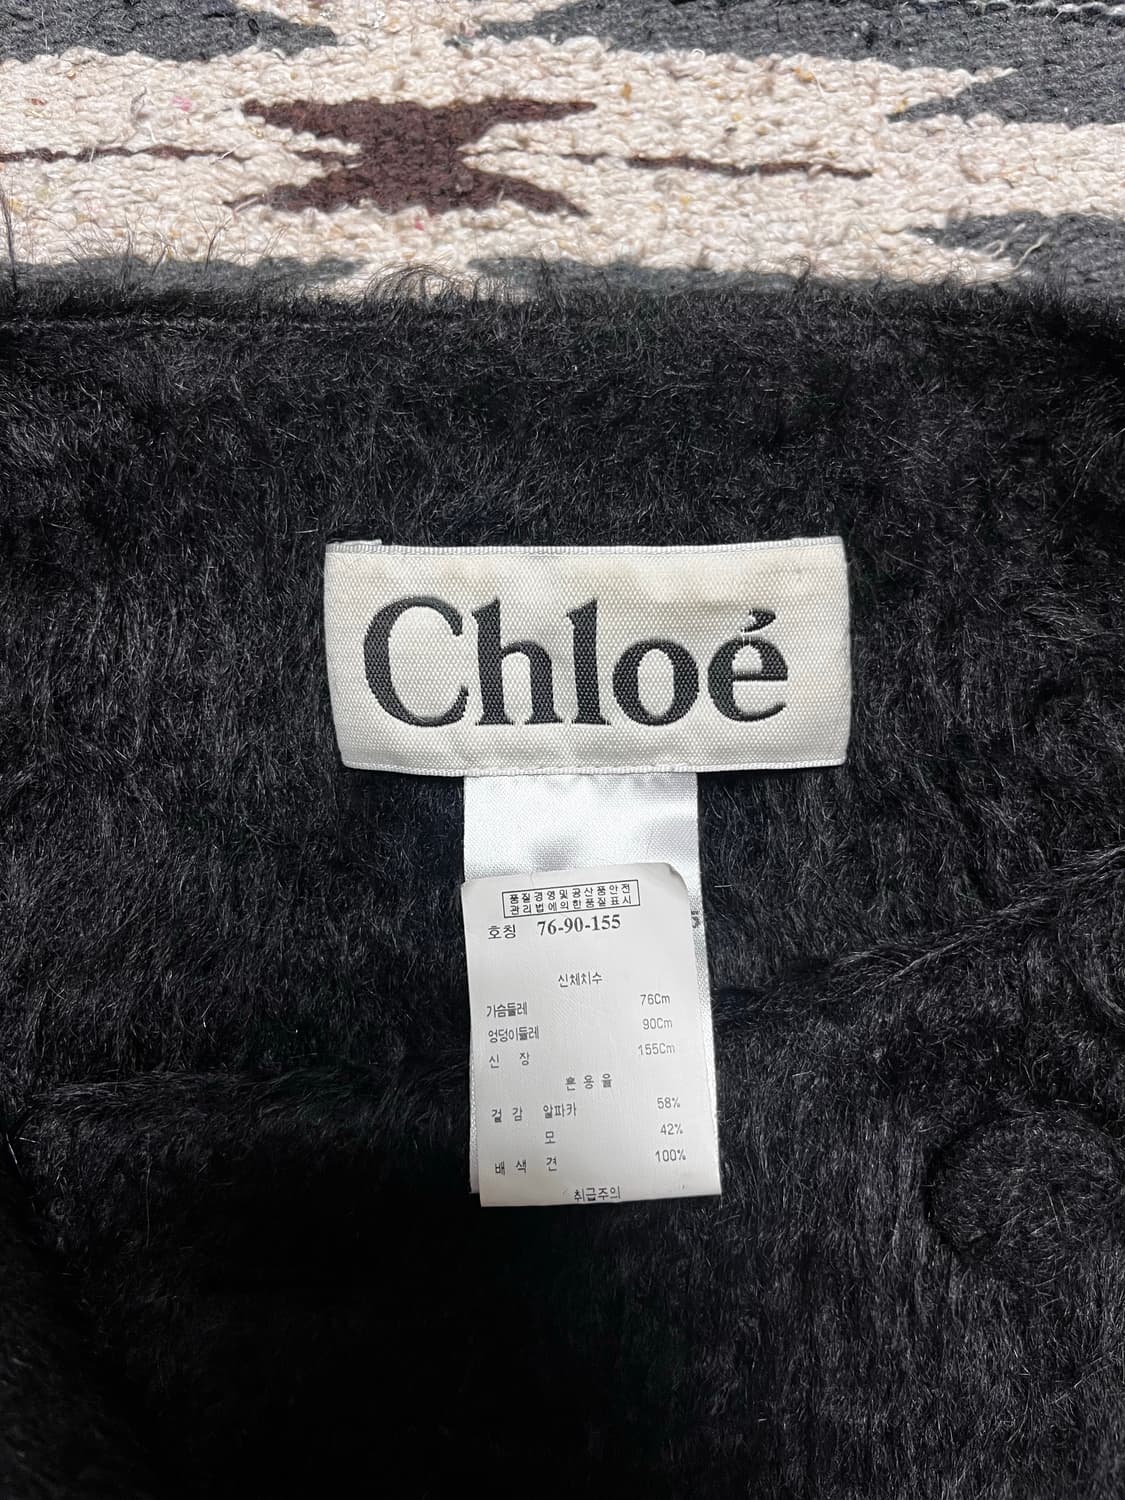 Chloé
품질경영및공산품안전
관리법에의한품질표시
호칭 76-90-155
신체치수
가슴둘레 76Cm
엉덩이둘레 90Cm
신 장 155Cm
혼 용 율
겉 감 알파카 58%
모 42%
배 색 견 100%
취급주의